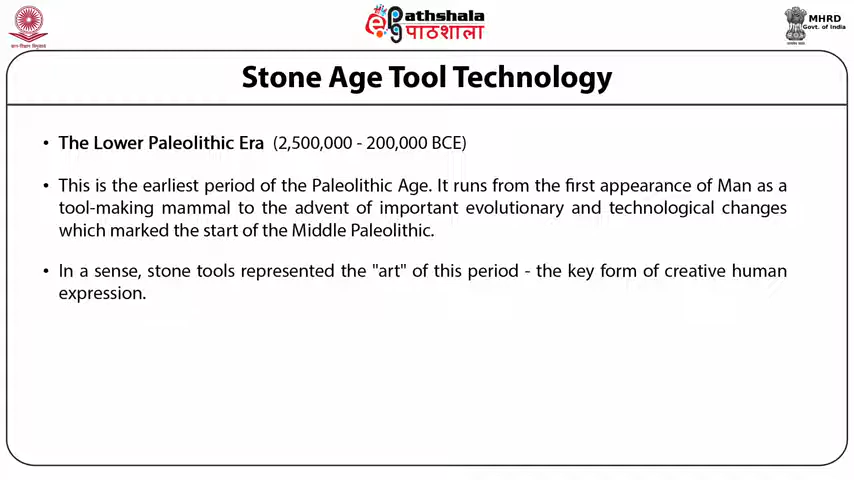 ePathshala
पाठशाला
MHRD
Govt. of India
Stone Age Tool Technology
• The Lower Paleolithic Era (2,500,000 - 200,000 BCE)
• This is the earliest period of the Paleolithic Age. It runs from the first appearance of Man as a
tool-making mammal to the advent of important evolutionary and technological changes
which marked the start of the Middle Paleolithic.
• In a sense, stone tools represented the "art" of this period - the key form of creative human
expression.